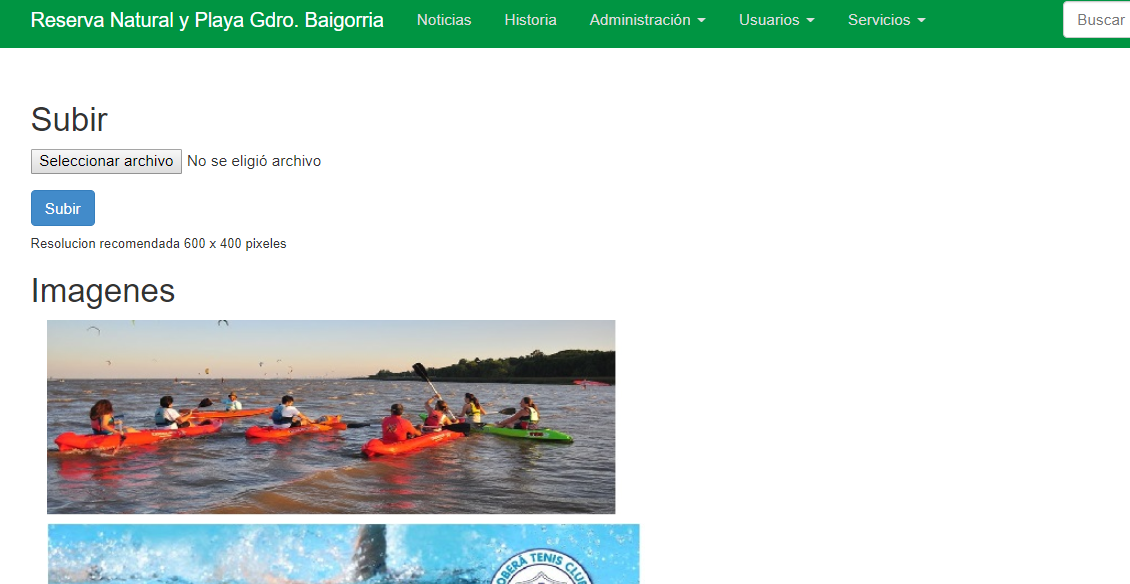 Reserva Natural y Playa Gdro. Baigorria Noticias Historia Administración Usuarios Servicios Buscar
Subir
Seleccionar archivo No se eligió archivo
Subir
Resolucion recomendada 600 x 400 pixeles
Imagenes
OBERÁ TENIS CLUB